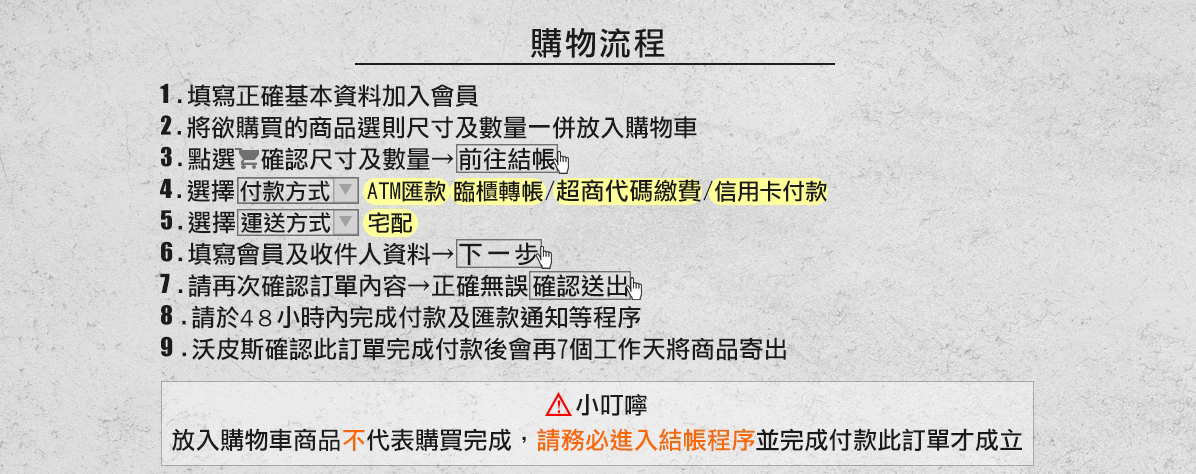 購物流程
1.填寫正確基本資料加入會員
2.將欲購買的商品選則尺寸及數量一併放入購物車
3.點選確認尺寸及數量→前往結帳
4.選擇付款方式 ATM匯款 臨櫃轉帳/超商代碼繳費/信用卡付款
5.選擇運送方式 宅配
6.填寫會員及收件人資料→下一步
7.請再次確認訂單內容→正確無誤確認送出
8.請於48小時內完成付款及匯款通知等程序
9.沃皮斯確認此訂單完成付款後會再7個工作天將商品寄出
小叮嚀
放入購物車商品不代表購買完成，請務必進入結帳程序並完成付款此訂單才成立